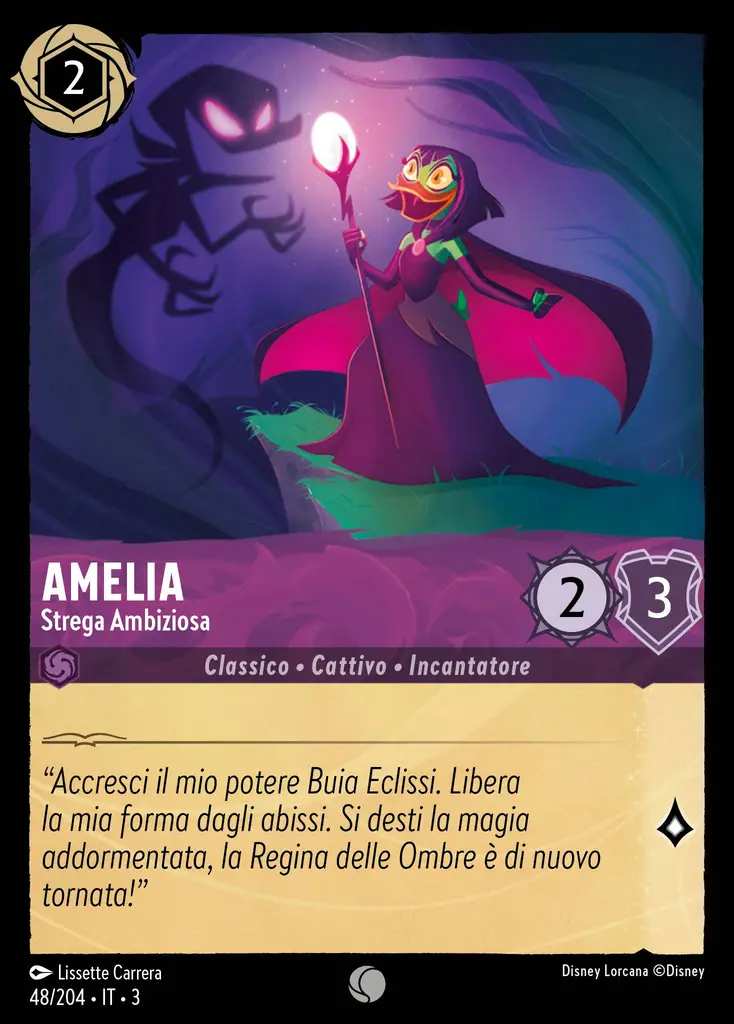 2
AMELIA
Strega Ambiziosa
2
3
Classico • Cattivo • Incantatore
“Accresci il mio potere Buia Eclissi. Libera
la mia forma dagli abissi. Si desti la magia
addormentata, la Regina delle Ombre è di nuovo
tornata!”
Lissette Carrera
48/204 • IT • 3
Disney Lorcana ©Disney